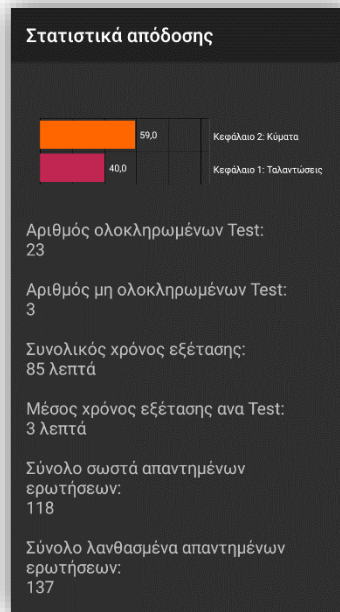 Στατιστικά απόδοσης
59,0 Κεφάλαιο 2: Κύματα
40,0 Κεφάλαιο 1: Ταλαντώσεις
Αριθμός ολοκληρωμένων Test:
23
Αριθμός μη ολοκληρωμένων Test:
3
Συνολικός χρόνος εξέτασης:
85 λεπτά
Μέσος χρόνος εξέτασης ανα Test:
3 λεπτά
Σύνολο σωστά απαντημένων
ερωτήσεων:
118
Σύνολο λανθασμένα απαντημένων
ερωτήσεων:
137